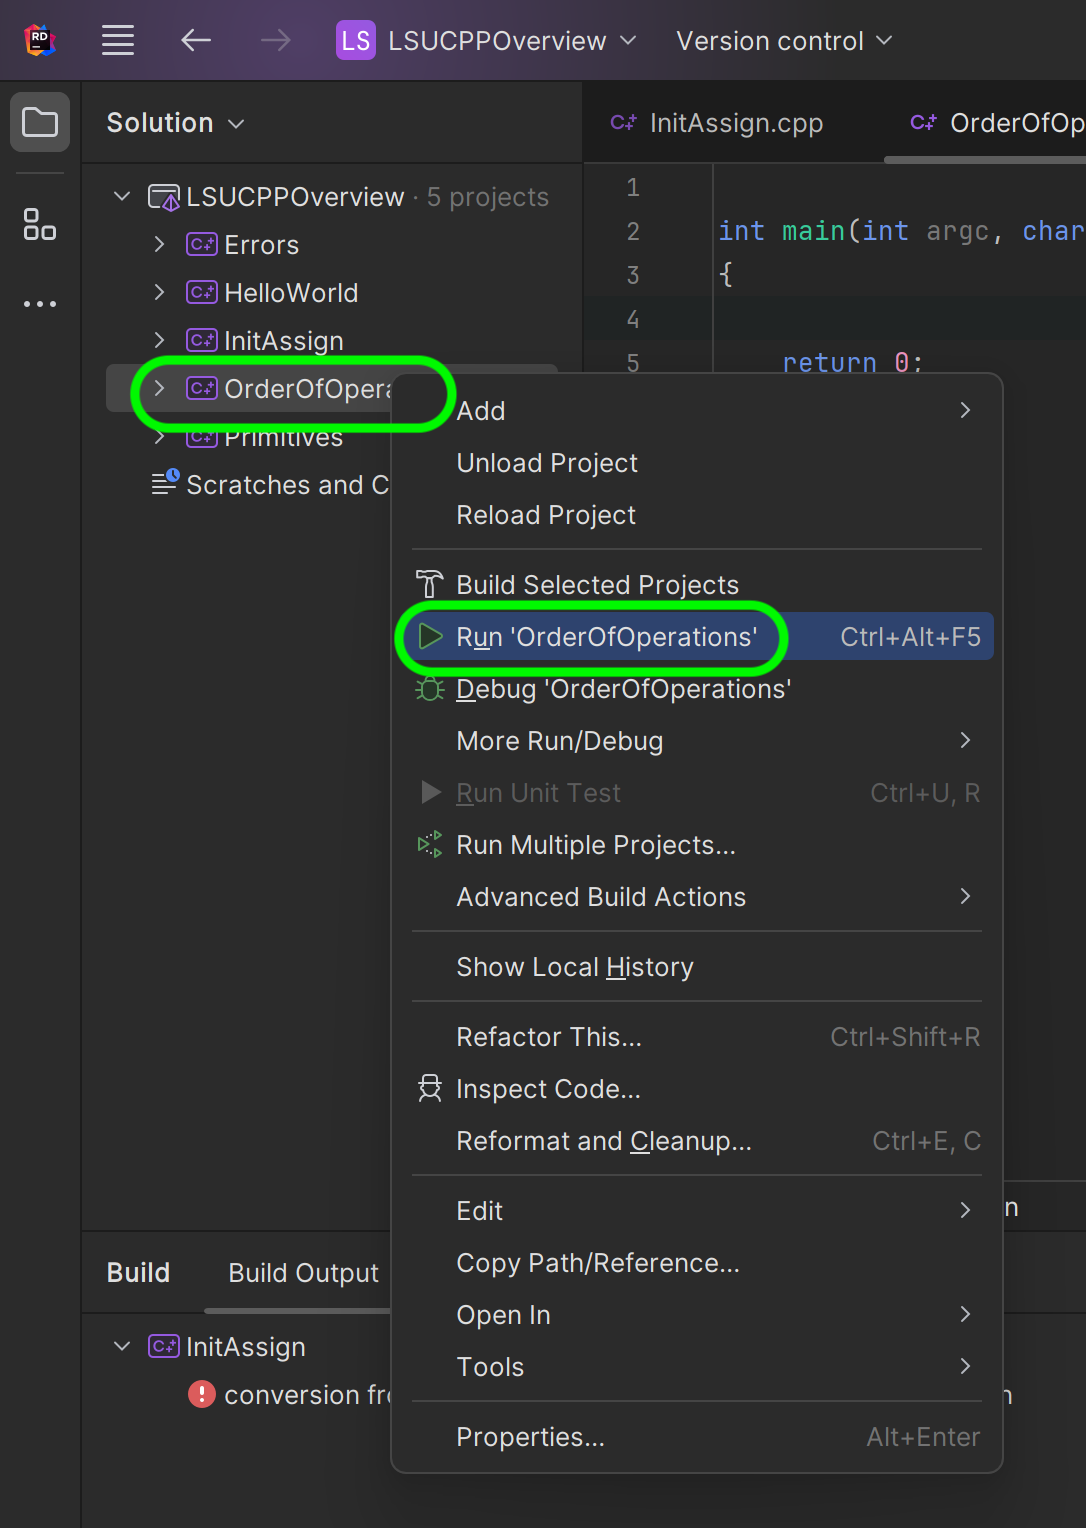 RD
LS LSUCPPOverview Version control
Solution
InitAssign.cpp
OrderOfOp
LSUCPPOverview · 5 projects
Errors
HelloWorld
InitAssign
OrderOfOpera
Primitives
Scratches and C
1
2 int main(int argc, char
3 {
4
5 return 0;
Add
Unload Project
Reload Project
Build Selected Projects
Run 'OrderOfOperations' Ctrl+Alt+F5
Debug 'OrderOfOperations'
More Run/Debug
Run Unit Test Ctrl+U, R
Run Multiple Projects...
Advanced Build Actions
Show Local History
Refactor This... Ctrl+Shift+R
Inspect Code...
Reformat and Cleanup... Ctrl+E, C
Edit
Copy Path/Reference...
Open In
Tools
Properties... Alt+Enter
Build Build Output
C++ InitAssign
conversion fr